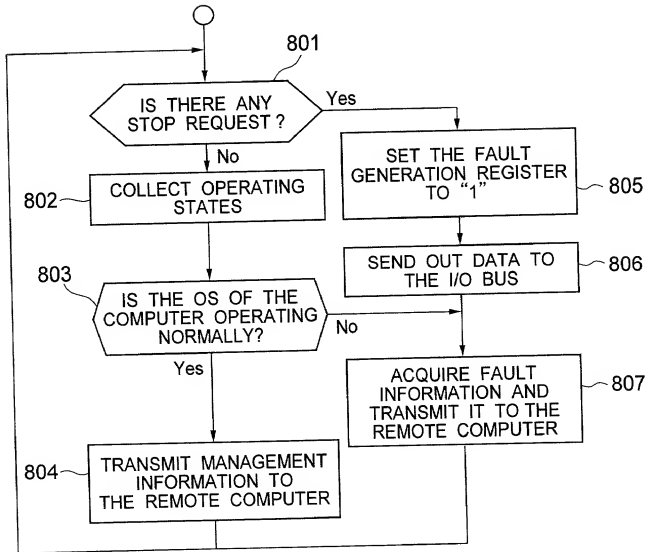 801
IS THERE ANY
STOP REQUEST?
Yes
No
802
COLLECT OPERATING
STATES
SET THE FAULT
GENERATION REGISTER
TO “1”
805
SEND OUT DATA TO
THE I/O BUS
806
803
IS THE OS OF THE
COMPUTER OPERATING
NORMALLY?
No
Yes
ACQUIRE FAULT
INFORMATION AND
TRANSMIT IT TO THE
REMOTE COMPUTER
807
804
TRANSMIT MANAGEMENT
INFORMATION TO
THE REMOTE COMPUTER